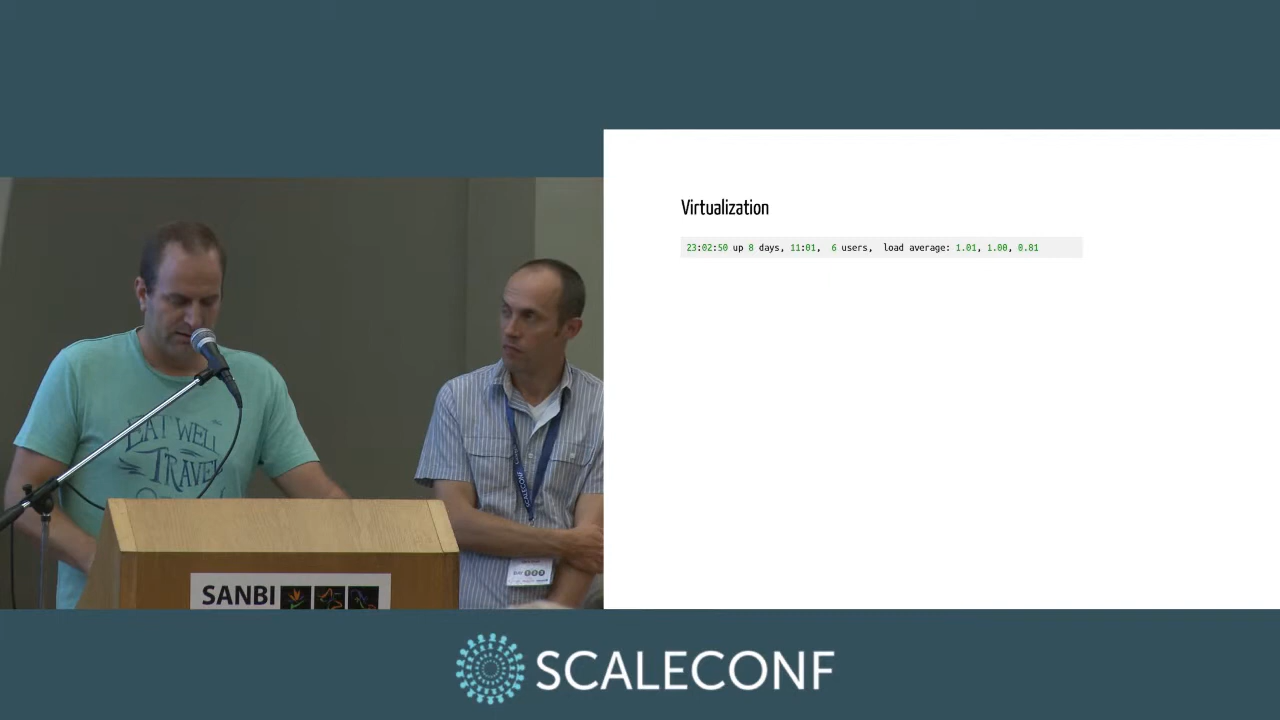 Virtualization
23:02:50 up 8 days, 11:01,  6 users,  load average: 1.01, 1.00, 0.81
EAT WELL
TRAVEL
SCALECONF
SANBI
SCALECONF